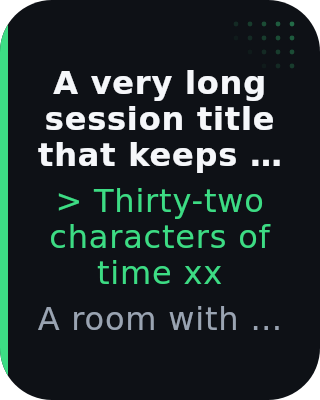 A very long
session title
that keeps …
> Thirty-two
characters of
time xx
A room with …